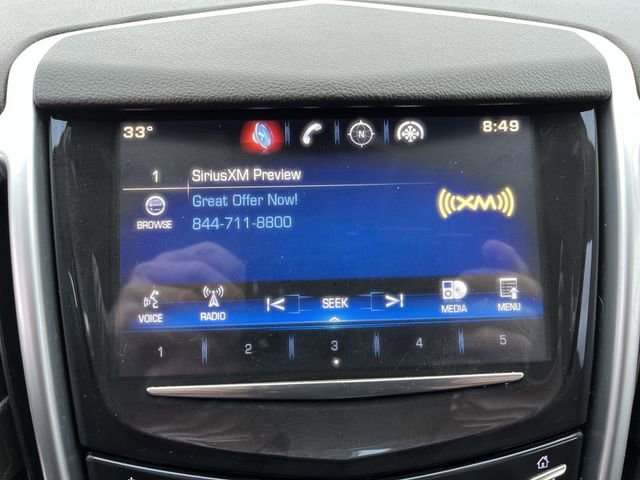 33°
N
8:49
1
SiriusXM Preview
Great Offer Now!
844-711-8800
BROWSE
((XM))
VOICE
RADIO
SEEK
MEDIA
MENU
1 2 3 4 5